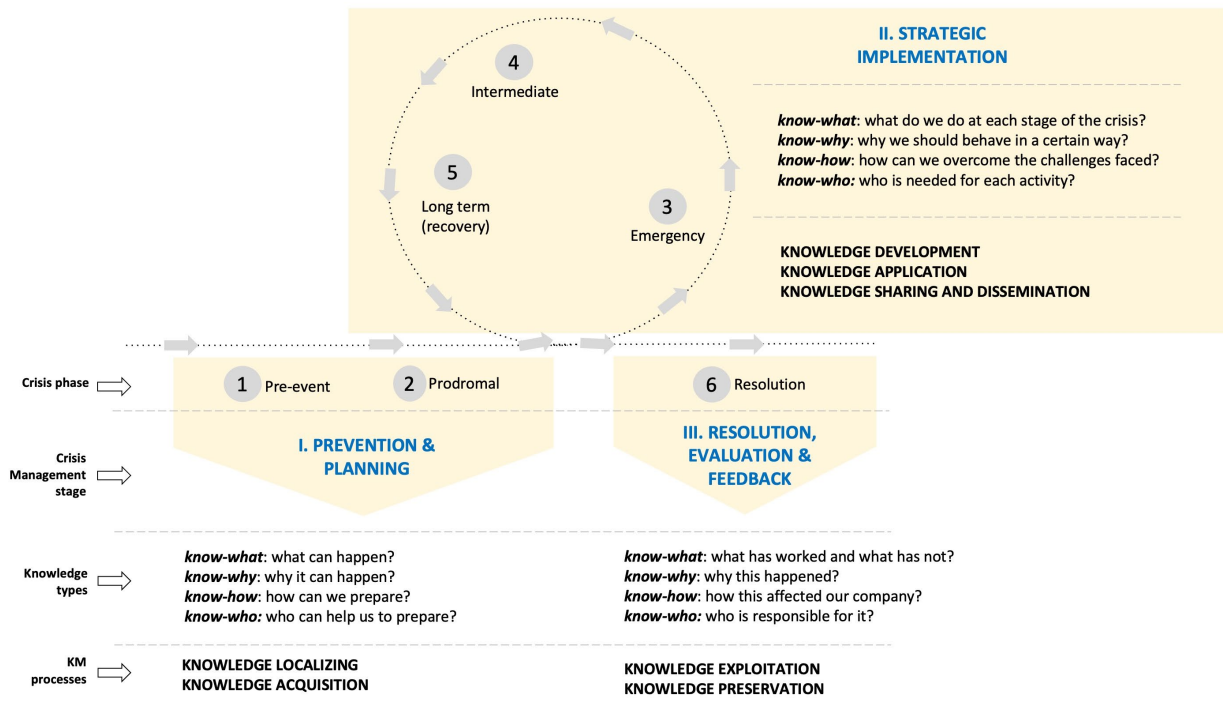 II. STRATEGIC
IMPLEMENTATION
4
Intermediate
know-what: what do we do at each stage of the crisis?
know-why: why we should behave in a certain way?
know-how: how can we overcome the challenges faced?
know-who: who is needed for each activity?
5
Long term
(recovery)
3
Emergency
KNOWLEDGE DEVELOPMENT
KNOWLEDGE APPLICATION
KNOWLEDGE SHARING AND DISSEMINATION
Crisis phase
1 Pre-event
2 Prodromal
6 Resolution
Crisis
Management
stage
I. PREVENTION &
PLANNING
III. RESOLUTION,
EVALUATION &
FEEDBACK
Knowledge
types
know-what: what can happen?
know-why: why it can happen?
know-how: how can we prepare?
know-who: who can help us to prepare?
know-what: what has worked and what has not?
know-why: why this happened?
know-how: how this affected our company?
know-who: who is responsible for it?
KM
processes
KNOWLEDGE LOCALIZING
KNOWLEDGE ACQUISITION
KNOWLEDGE EXPLOITATION
KNOWLEDGE PRESERVATION